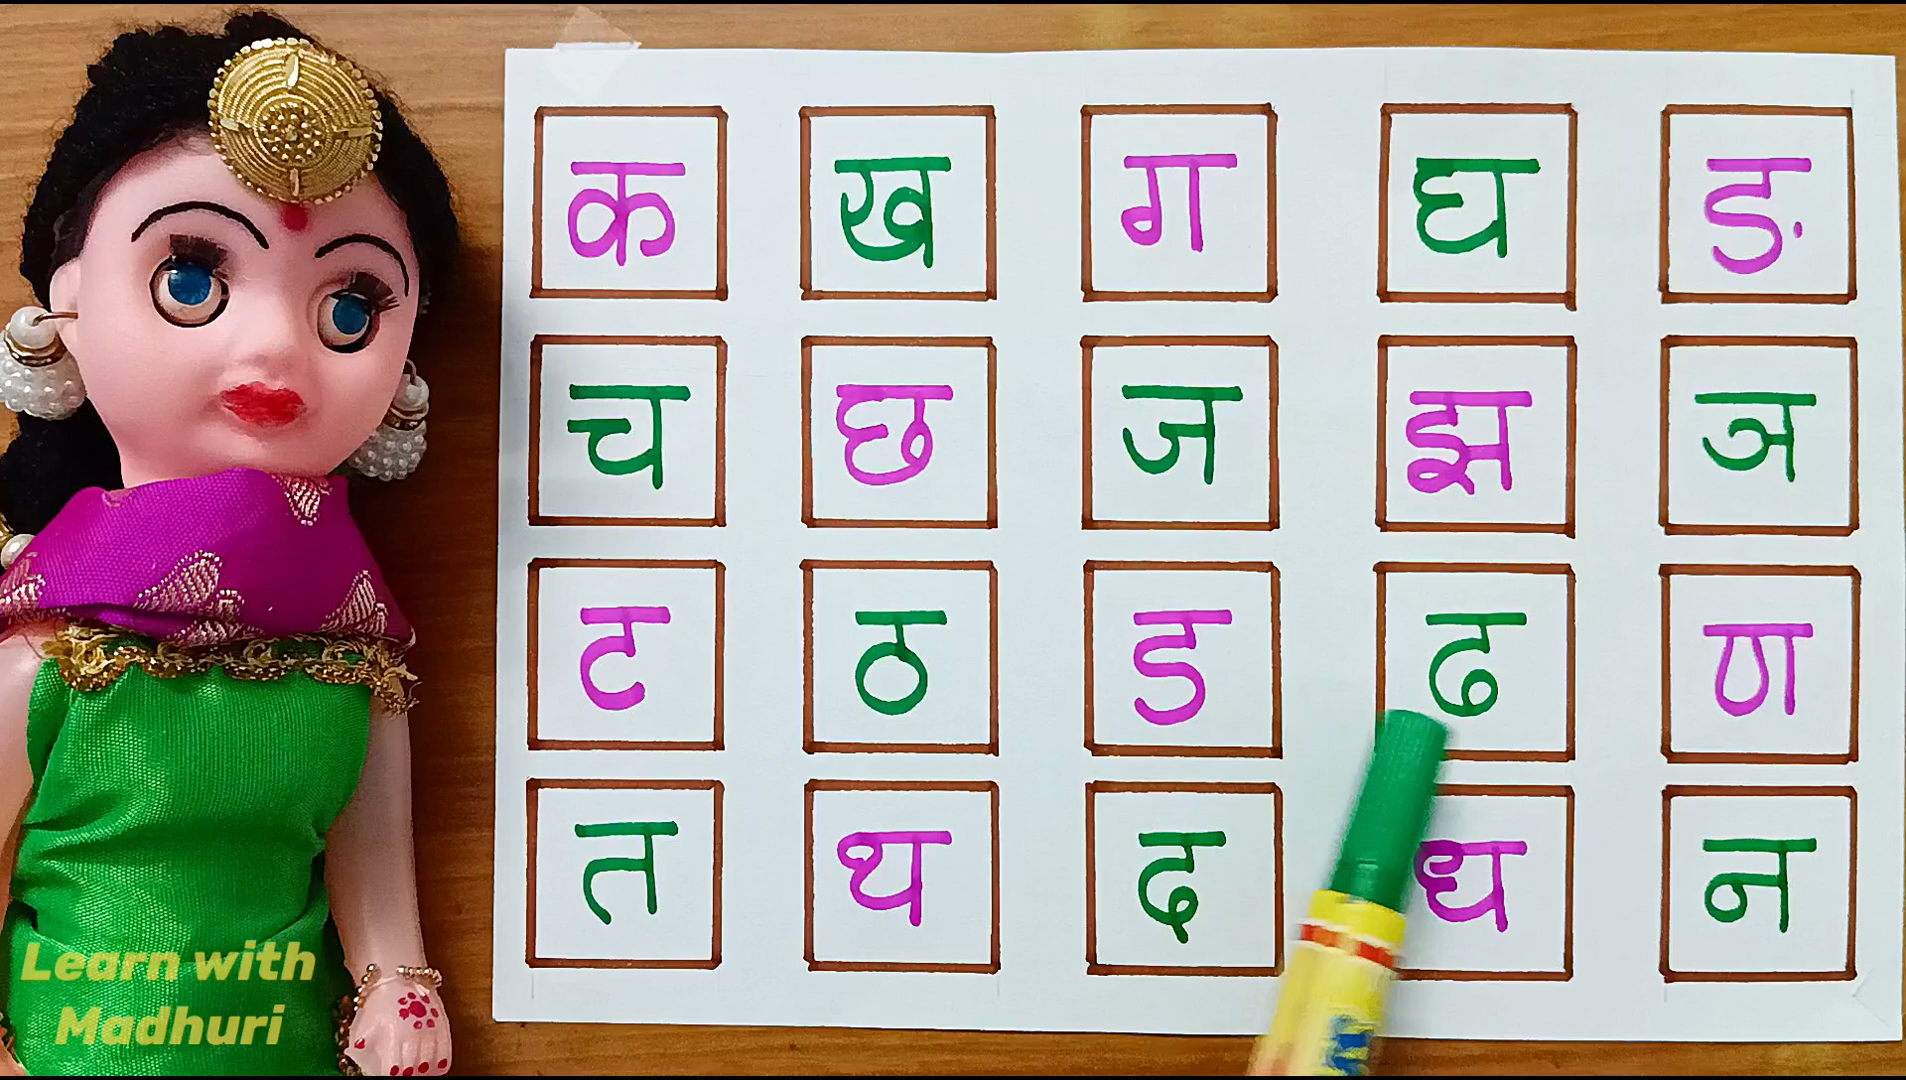 क ख ग घ ङ
च छ ज झ ञ
ट ठ ड ढ ण
त थ द ध न
Learn with
Madhuri